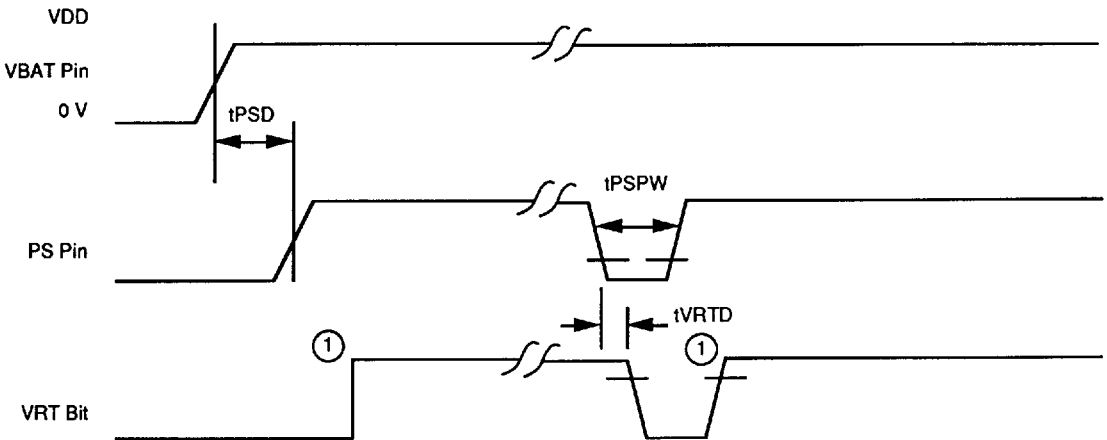 VDD
VBAT Pin
0 V
tPSD
tPSPW
PS Pin
tVRTD
1
1
VRT Bit